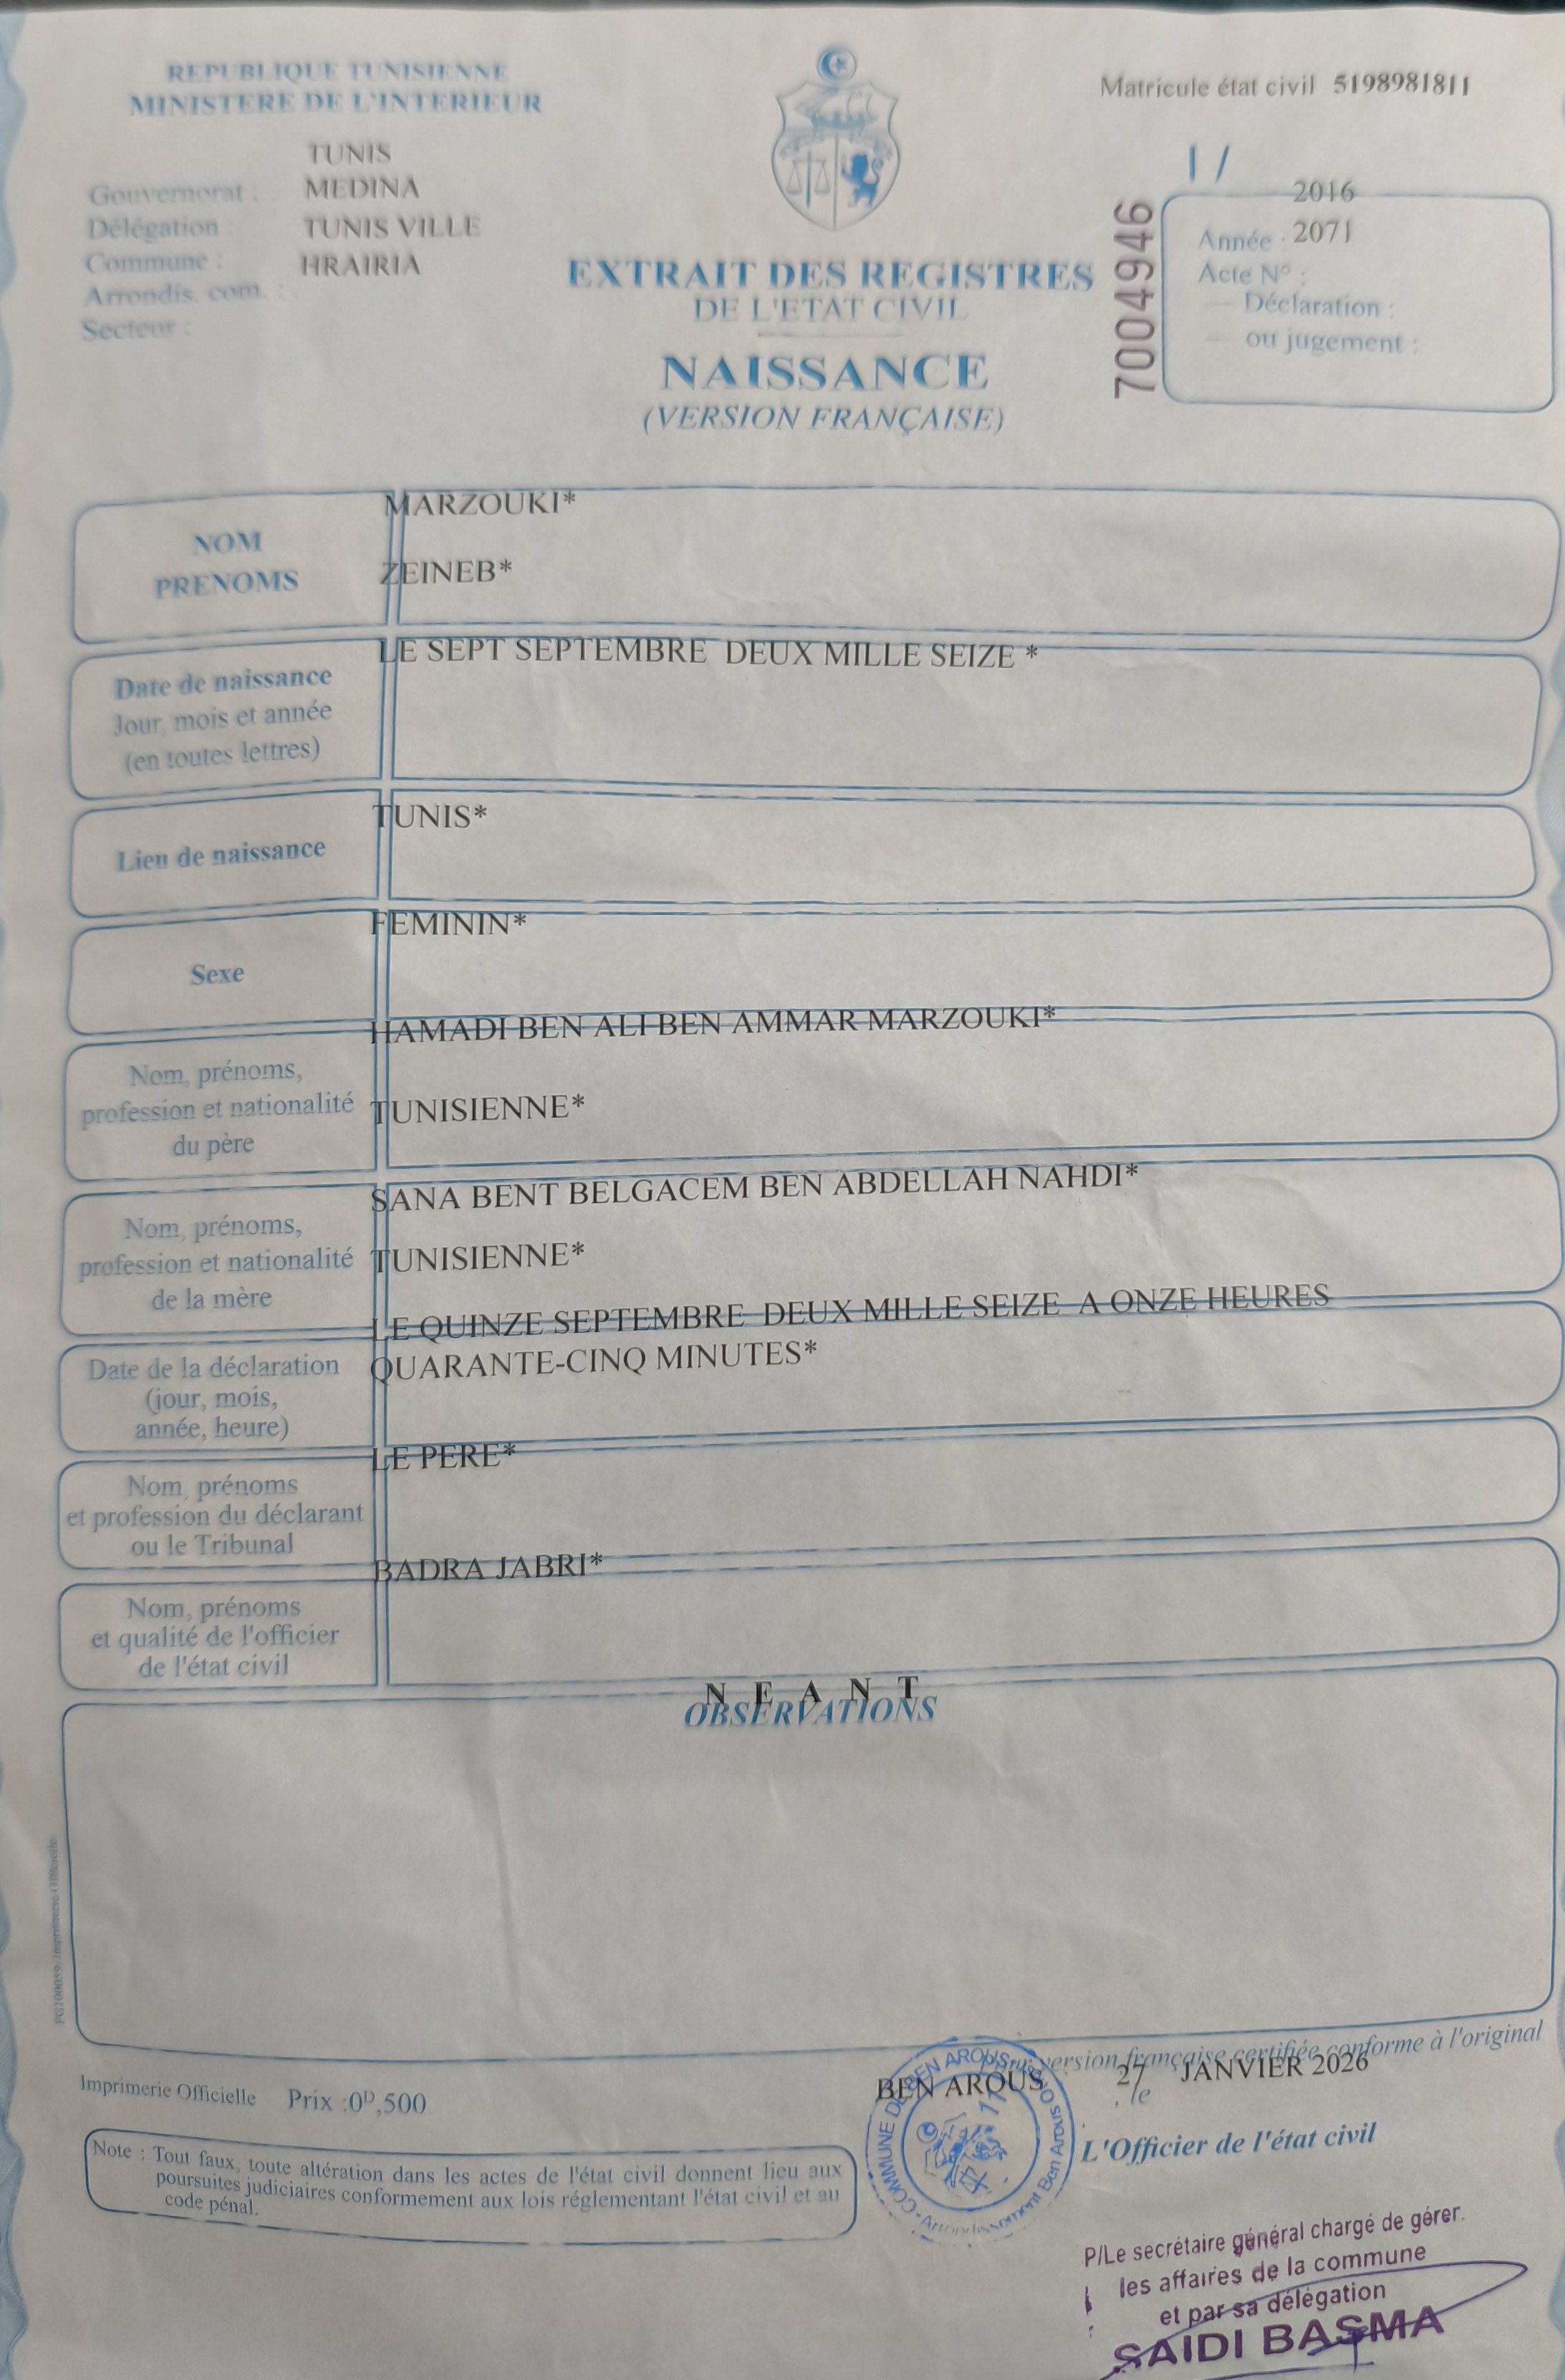 REPUBLIQUE TUNISIENNE
MINISTERE DE L'INTERIEUR
TUNIS
Gouvernorat : MEDINA
Délégation : TUNIS VILLE
Commune : HRAIRIA
Arrondis. com. :
Secteur :
Matricule état civil 5198981811
1/
2016
Année : 2071
Acte N° :
— Déclaration :
— ou jugement :
7004946
EXTRAIT DES REGISTRES
DE L'ETAT CIVIL
NAISSANCE
(VERSION FRANÇAISE)
MARZOUKI*
NOM
ZEINEB*
PRENOMS
LE SEPT SEPTEMBRE DEUX MILLE SEIZE *
Date de naissance
Jour, mois et année
(en toutes lettres)
TUNIS*
Lieu de naissance
FEMININ*
Sexe
HAMADI BEN ALI BEN AMMAR MARZOUKI*
Nom, prénoms,
profession et nationalité
du père
TUNISIENNE*
SANA BENT BELGACEM BEN ABDELLAH NAHDI*
Nom, prénoms,
profession et nationalité
de la mère
TUNISIENNE*
LE QUINZE SEPTEMBRE DEUX MILLE SEIZE A ONZE HEURES
QUARANTE-CINQ MINUTES*
Date de la déclaration
(jour, mois,
année, heure)
LE PERE*
Nom, prénoms
et profession du déclarant
ou le Tribunal
BADRA JABRI*
Nom, prénoms
et qualité de l'officier
de l'état civil
N E A N T
OBSERVATIONS
Pour version française certifiée conforme à l'original
BEN AROUS 27 JANVIER 2026
, le
L'Officier de l'état civil
COMMUNE DE BEN AROUS
Arrondissement Ben Arous
17
Imprimerie Officielle Prix :0D,500
Note : Tout faux, toute altération dans les actes de l'état civil donnent lieu aux
poursuites judiciaires conformement aux lois réglementant l'état civil et au
code pénal.
P/Le secrétaire général chargé de gérer.
les affaires de la commune
et par sa délégation
SAIDI BASMA